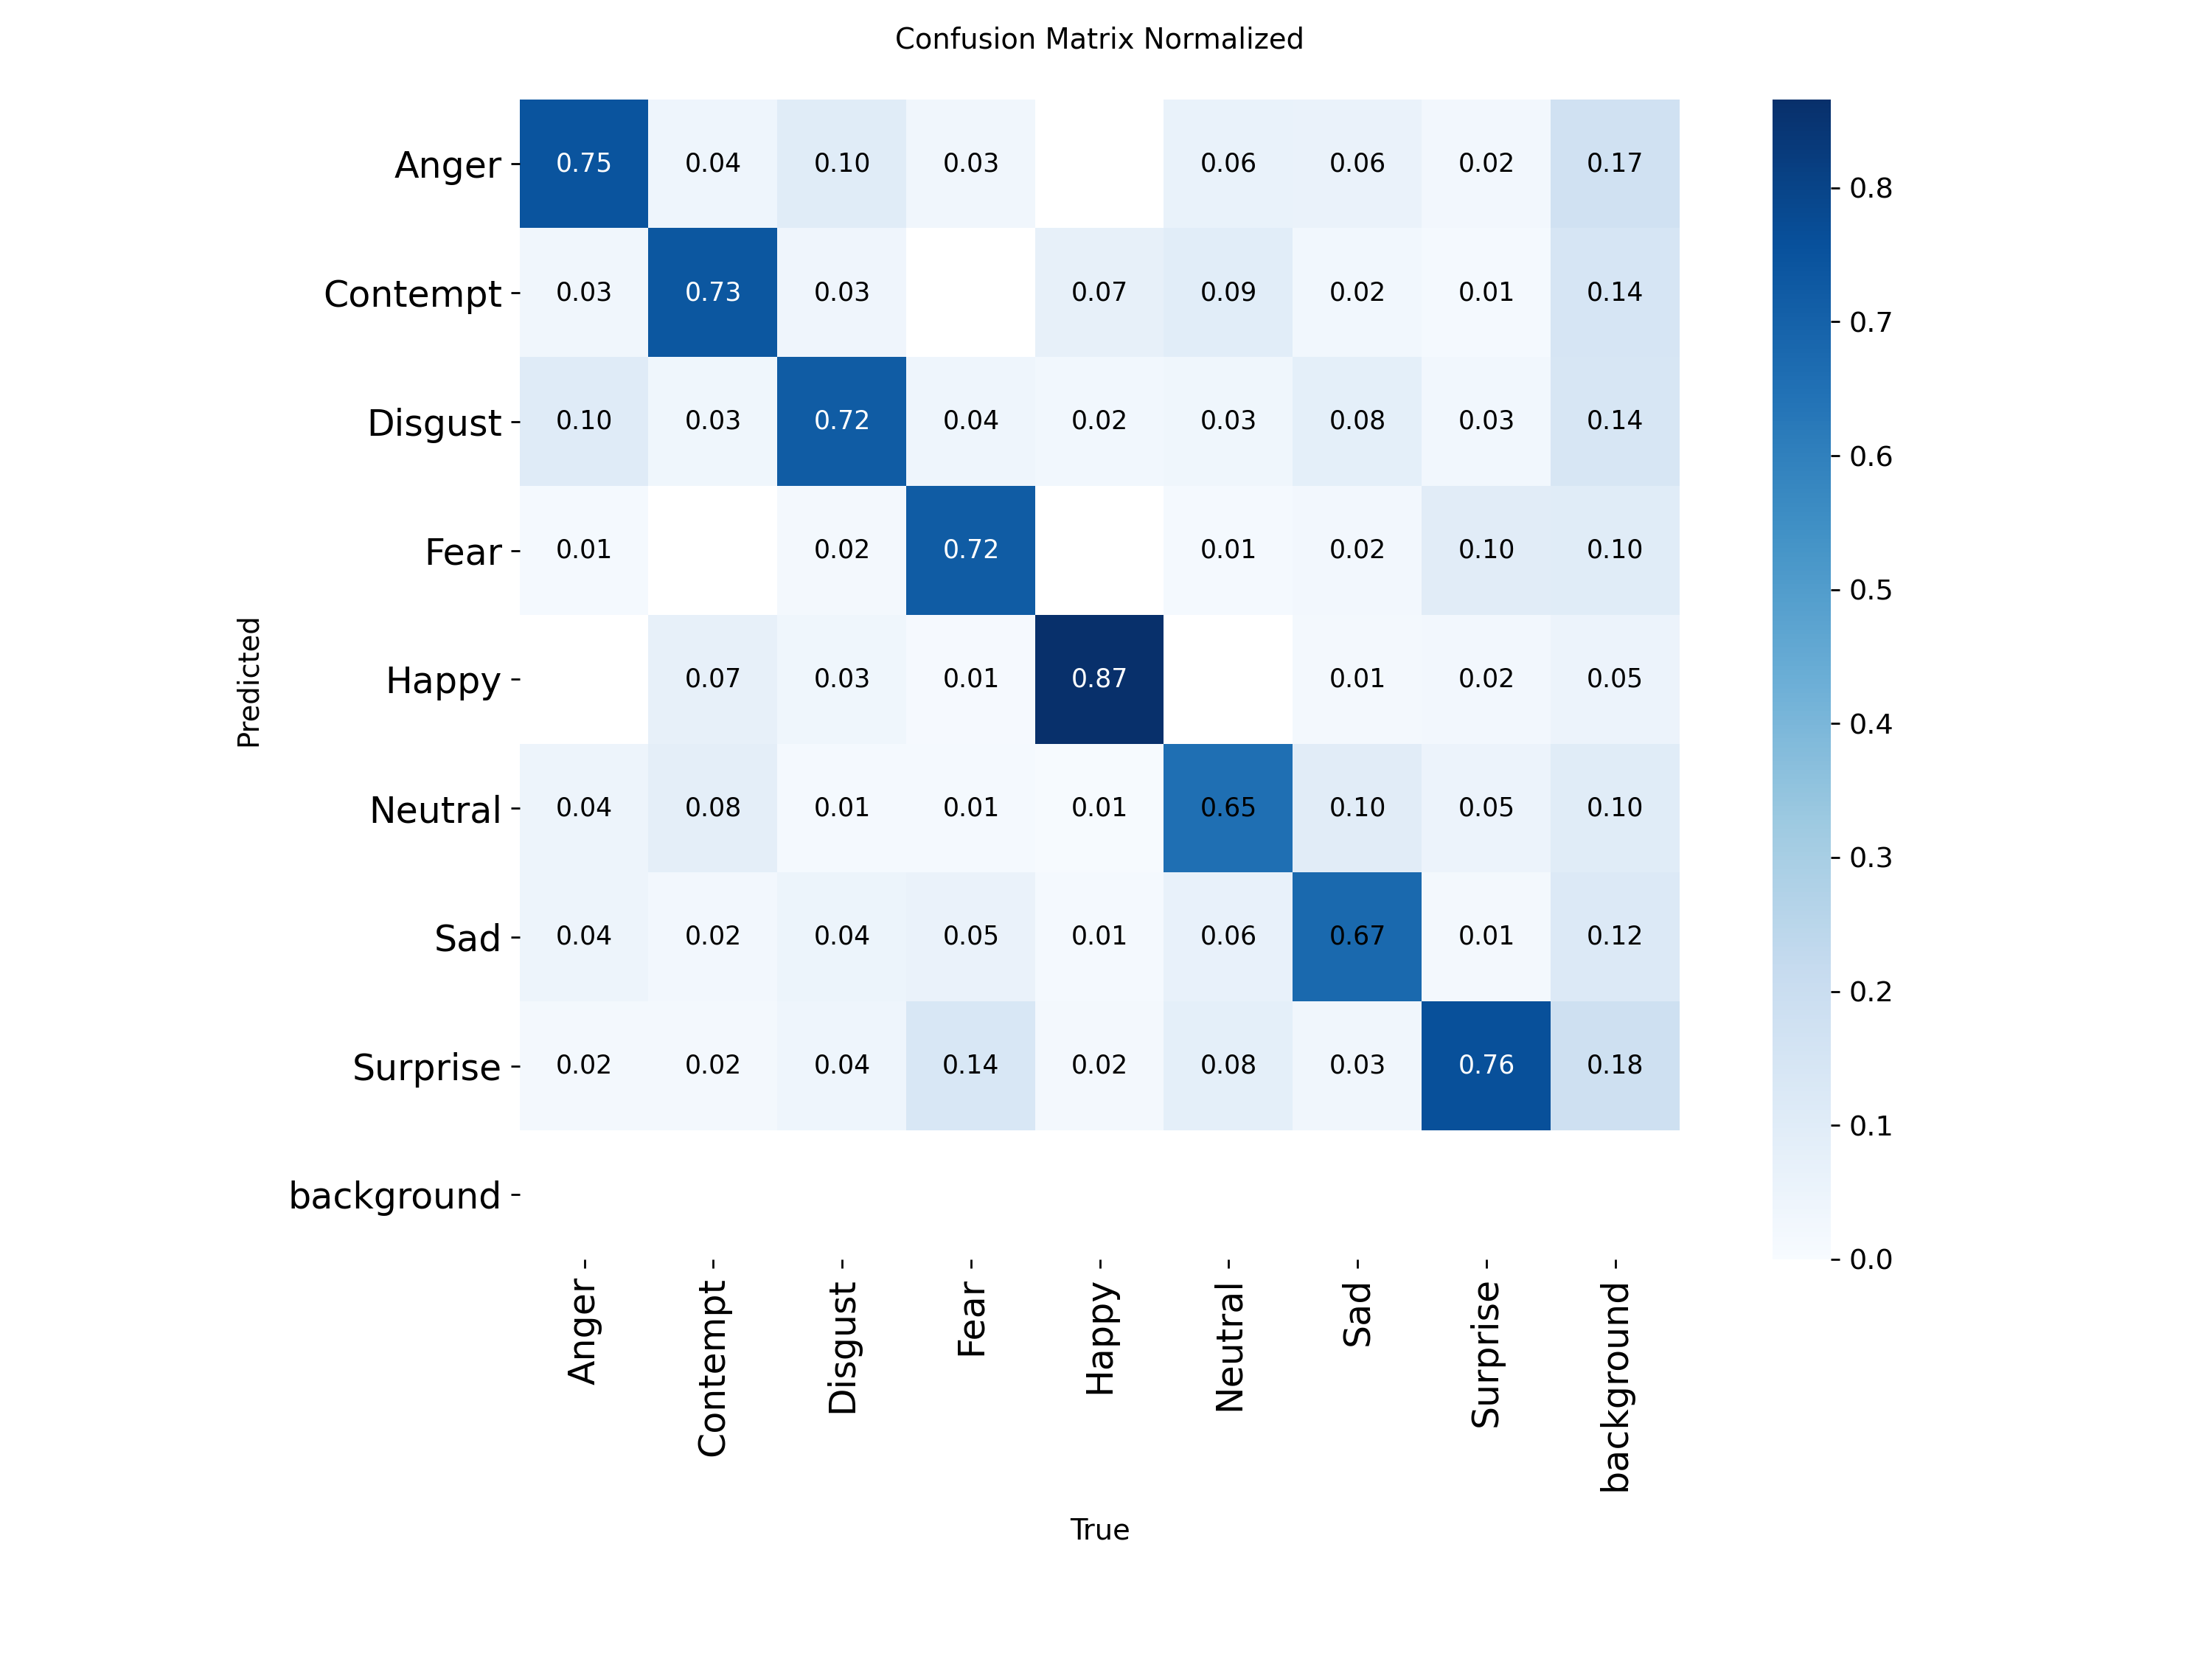 Confusion Matrix Normalized
Anger 0.75 0.04 0.10 0.03 0.06 0.06 0.02 0.17
Contempt 0.03 0.73 0.03 0.07 0.09 0.02 0.01 0.14
Disgust 0.10 0.03 0.72 0.04 0.02 0.03 0.08 0.03 0.14
Fear 0.01 0.02 0.72 0.01 0.02 0.10 0.10
Happy 0.07 0.03 0.01 0.87 0.01 0.02 0.05
Neutral 0.04 0.08 0.01 0.01 0.01 0.65 0.10 0.05 0.10
Sad 0.04 0.02 0.04 0.05 0.01 0.06 0.67 0.01 0.12
Surprise 0.02 0.02 0.04 0.14 0.02 0.08 0.03 0.76 0.18
background
Predicted
Anger Contempt Disgust Fear Happy Neutral Sad Surprise background
True
0.8
0.7
0.6
0.5
0.4
0.3
0.2
0.1
0.0